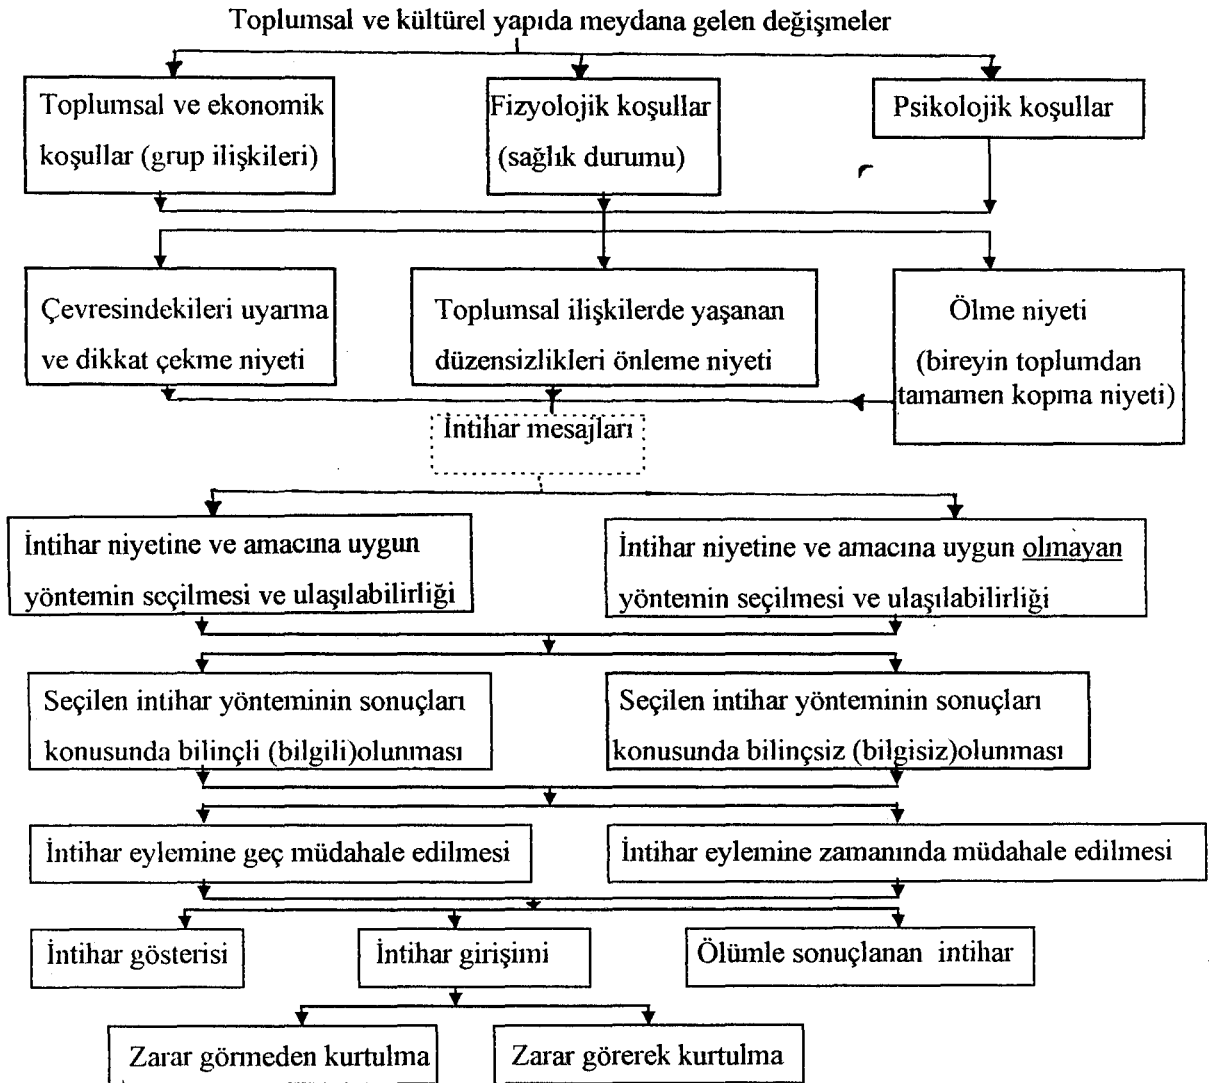 Toplumsal ve kültürel yapıda meydana gelen değişmeler
Toplumsal ve ekonomik
koşullar (grup ilişkileri)
Fizyolojik koşullar
(sağlık durumu)
Psikolojik koşullar
Çevresindekileri uyarma
ve dikkat çekme niyeti
Toplumsal ilişkilerde yaşanan
düzensizlikleri önleme niyeti
Ölme niyeti
(bireyin toplumdan
tamamen kopma niyeti)
İntihar mesajları
İntihar niyetine ve amacına uygun
yöntemin seçilmesi ve ulaşılabilirliği
İntihar niyetine ve amacına uygun olmayan
yöntemin seçilmesi ve ulaşılabilirliği
Seçilen intihar yönteminin sonuçları
konusunda bilinçli (bilgili)olunması
Seçilen intihar yönteminin sonuçları
konusunda bilinçsiz (bilgisiz)olunması
İntihar eylemine geç müdahale edilmesi
İntihar eylemine zamanında müdahale edilmesi
İntihar gösterisi
İntihar girişimi
Ölümle sonuçlanan intihar
Zarar görmeden kurtulma
Zarar görerek kurtulma